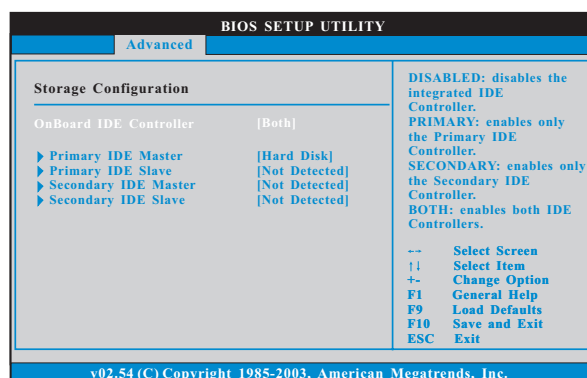 BIOS SETUP UTILITY
Advanced
Storage Configuration
OnBoard IDE Controller [Both]
Primary IDE Master [Hard Disk]
Primary IDE Slave [Not Detected]
Secondary IDE Master [Not Detected]
Secondary IDE Slave [Not Detected]
DISABLED: disables the
integrated IDE
Controller.
PRIMARY: enables only
the Primary IDE
Controller.
SECONDARY: enables only
the Secondary IDE
Controller.
BOTH: enables both IDE
Controllers.
←→ Select Screen
↑↓ Select Item
+- Change Option
F1 General Help
F9 Load Defaults
F10 Save and Exit
ESC Exit
v02.54 (C) Copyright 1985-2003, American Megatrends, Inc.